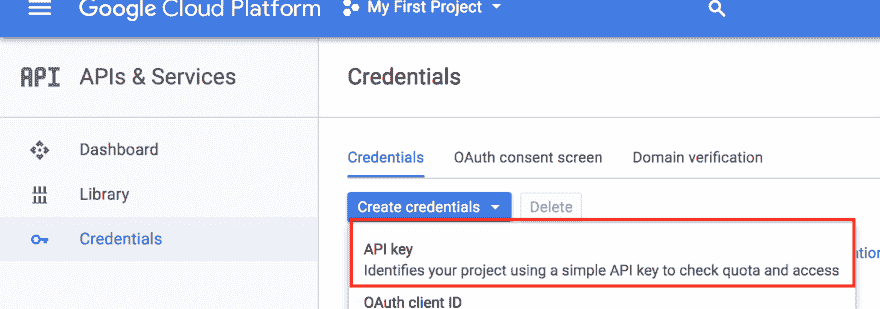 Google Cloud Platform My First Project
API APIs & Services Credentials
Dashboard
Credentials OAuth consent screen Domain verification
Library
Create credentials Delete
Credentials
API key
Identifies your project using a simple API key to check quota and access
OAuth client ID